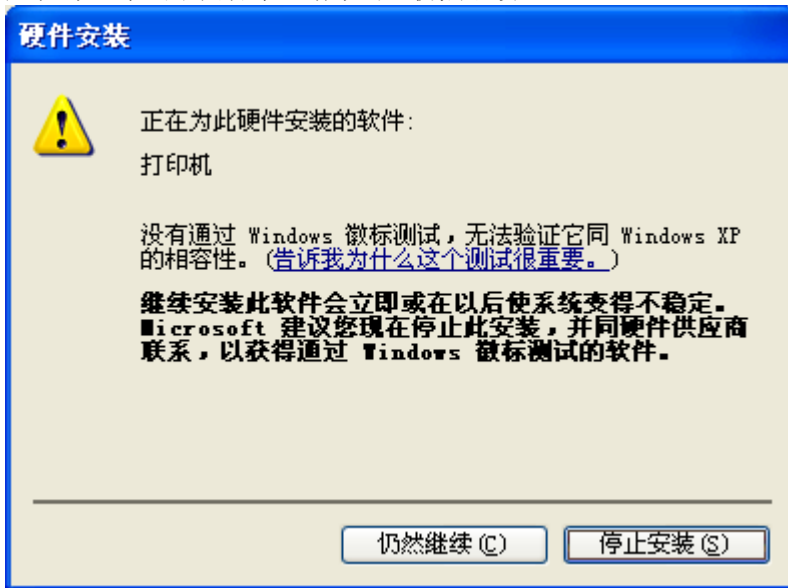 硬件安装
正在为此硬件安装的软件:
打印机
没有通过 Windows 徽标测试，无法验证它同 Windows XP
的相容性。(告诉我为什么这个测试很重要。)
继续安装此软件会立即或在以后使系统变得不稳定。
Microsoft 建议您现在停止此安装，并同硬件供应商
联系，以获得通过 Windows 徽标测试的软件。
仍然继续(C)
停止安装(S)